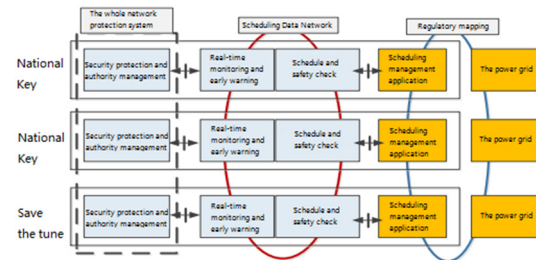 The whole network
protection system
Scheduling Data Network
Regulatory mapping
National
Key
Security protection and
authority management
Real-time
monitoring and
early warning
Schedule and
safety check
Scheduling
management
application
The power grid
National
Key
Security protection and
authority management
Real-time
monitoring and
early warning
Schedule and
safety check
Scheduling
management
application
The power grid
Save
the tune
Security protection and
authority management
Real-time
monitoring and
early warning
Schedule and
safety check
Scheduling
management
application
The power grid